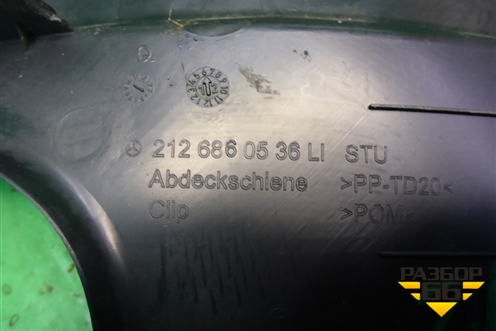 212 686 05 36 LI STU
Abdeckschiene >PP-TD20<
Clip >POM<
РАЗБОР
66